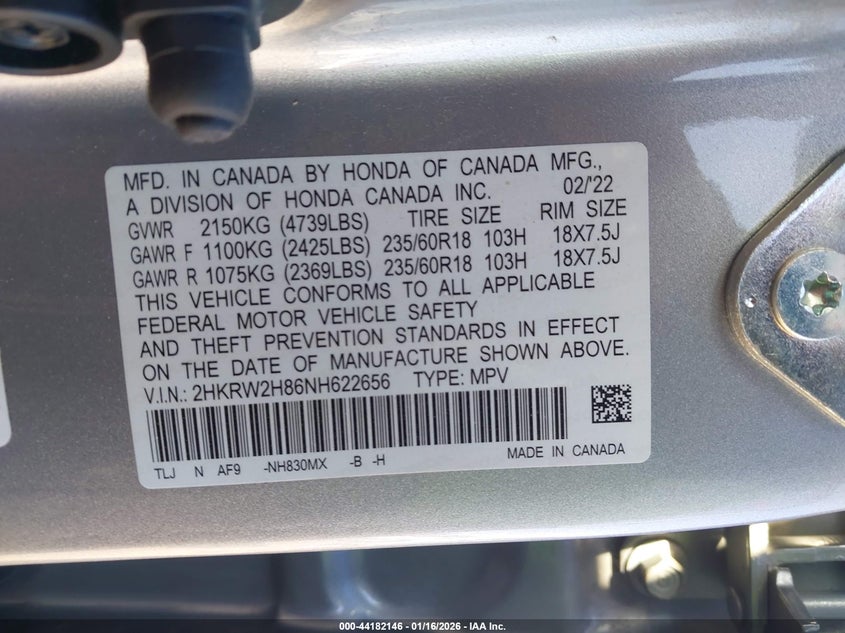 MFD. IN CANADA BY HONDA OF CANADA MFG.,
A DIVISION OF HONDA CANADA INC. 02/'22
GVWR 2150KG (4739LBS) TIRE SIZE RIM SIZE
GAWR F 1100KG (2425LBS) 235/60R18 103H 18X7.5J
GAWR R 1075KG (2369LBS) 235/60R18 103H 18X7.5J
THIS VEHICLE CONFORMS TO ALL APPLICABLE
FEDERAL MOTOR VEHICLE SAFETY
AND THEFT PREVENTION STANDARDS IN EFFECT
ON THE DATE OF MANUFACTURE SHOWN ABOVE.
V.I.N.: 2HKRW2H86NH622656 TYPE: MPV
TLJ N AF9 -NH830MX -B -H MADE IN CANADA
000-44182146 - 01/16/2026 - IAA Inc.